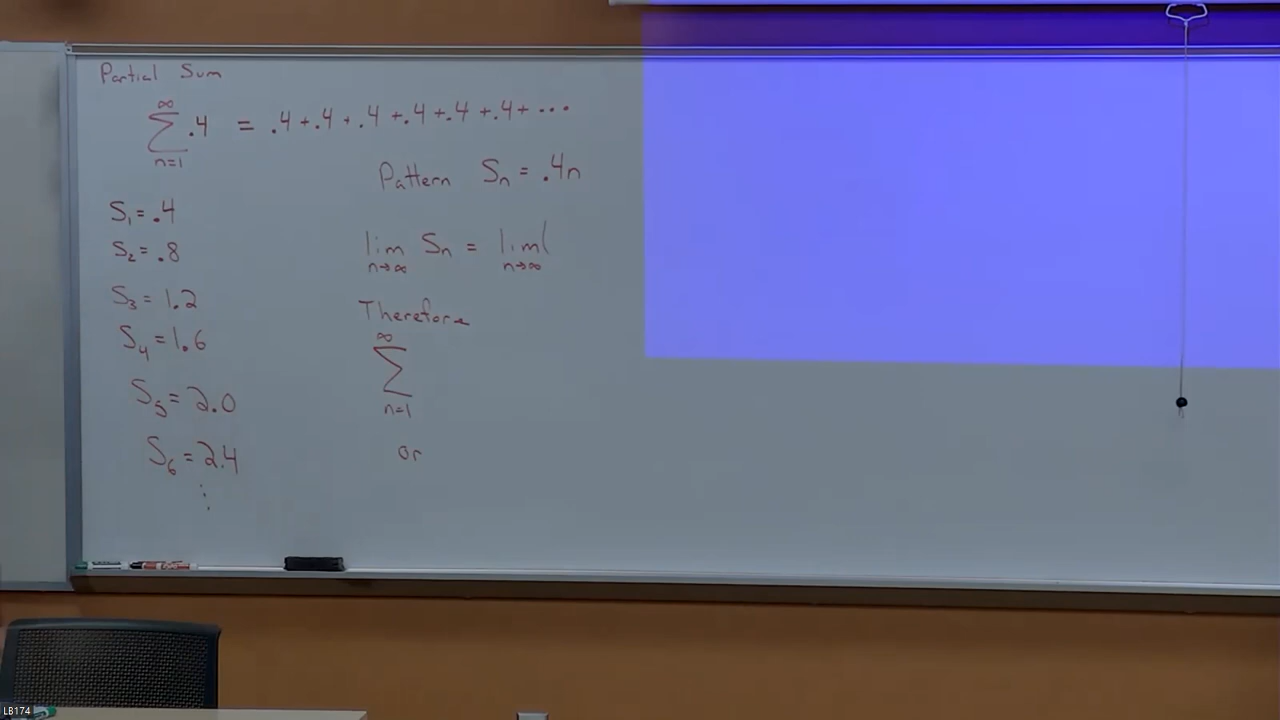 Partial Sum
∞
∑ .4 = .4 + .4 + .4 + .4 + .4 + .4 + ...
n=1
Pattern Sn = .4n
S1 = .4
S2 = .8
S3 = 1.2
S4 = 1.6
S5 = 2.0
S6 = 2.4
⋮
lim Sn = lim(
n→∞ n→∞
Therefore
∞
∑
n=1
or
LB174